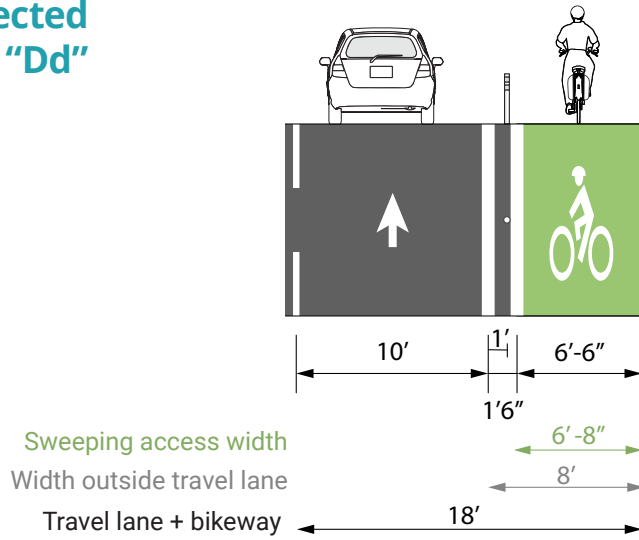 ected
“Dd”
1’
10’
6’-6”
1’6”
Sweeping access width
6’-8”
Width outside travel lane
8’
Travel lane + bikeway
18’